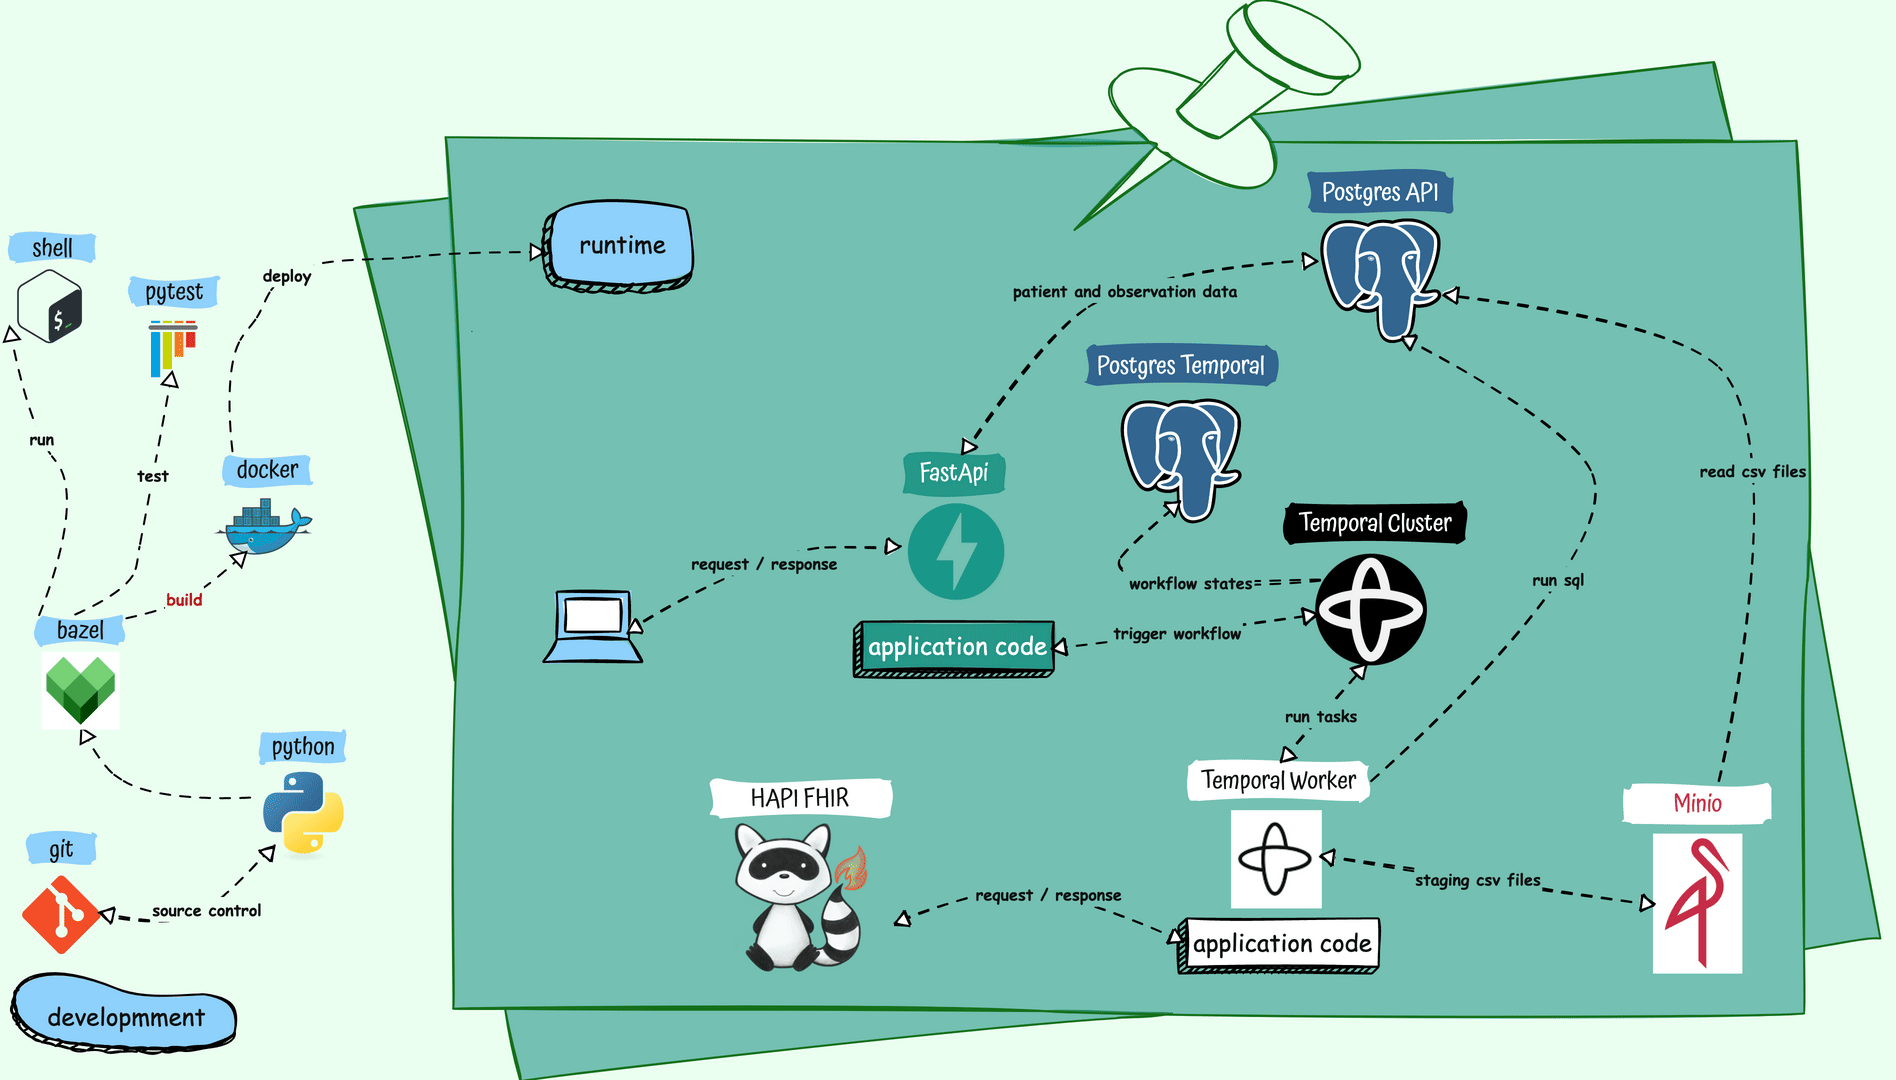 shell
pytest
deploy
runtime
Postgres API
patient and observation data
Postgres Temporal
run
test
docker
FastApi
read csv files
Temporal Cluster
request / response
workflow states
run sql
build
bazel
application code
trigger workflow
run tasks
python
HAPI FHIR
Temporal Worker
Minio
git
source control
request / response
staging csv files
application code
$
developmment